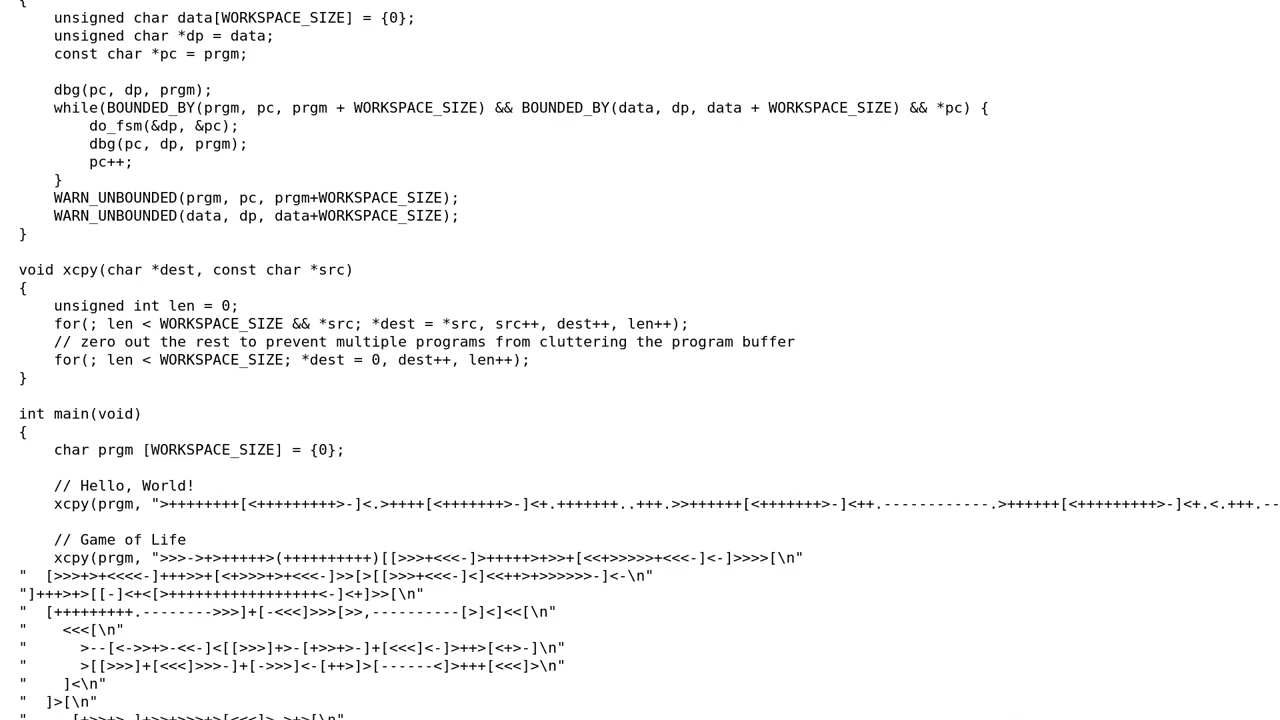 {
    unsigned char data[WORKSPACE_SIZE] = {0};
    unsigned char *dp = data;
    const char *pc = prgm;

    dbg(pc, dp, prgm);
    while(BOUNDED_BY(prgm, pc, prgm + WORKSPACE_SIZE) && BOUNDED_BY(data, dp, data + WORKSPACE_SIZE) && *pc) {
        do_fsm(&dp, &pc);
        dbg(pc, dp, prgm);
        pc++;
    }
    WARN_UNBOUNDED(prgm, pc, prgm+WORKSPACE_SIZE);
    WARN_UNBOUNDED(data, dp, data+WORKSPACE_SIZE);
}

void xcpy(char *dest, const char *src)
{
    unsigned int len = 0;
    for(; len < WORKSPACE_SIZE && *src; *dest = *src, src++, dest++, len++);
    // zero out the rest to prevent multiple programs from cluttering the program buffer
    for(; len < WORKSPACE_SIZE; *dest = 0, dest++, len++);
}

int main(void)
{
    char prgm [WORKSPACE_SIZE] = {0};

    // Hello, World!
    xcpy(prgm, ">++++++++[<+++++++++>-]<.>++++[<+++++++>-]<+.+++++++..+++.>>++++++[<+++++++>-]<++.------------.>++++++[<+++++++++>-]<+.<.+++.--

    // Game of Life
    xcpy(prgm, ">>>->+>+++++>(++++++++++)[[>>>+<<<-]>+++++>+>>+[<<+>>>>>+<<<-]<-]>>>>[\n"
"  [>>>+>+<<<<-]+++>>+[<+>>>+>+<<<-]>>[>[[>>>+<<<-]<]<<++>+>>>>>>-]<-\n"
"]+++>+>[[-]<+<[>+++++++++++++++++<-]<+]>>[\n"
"  [+++++++++.-------->>>]+[-<<<]>>>[>>,----------[>]<]<<[\n"
"    <<<[\n"
"      >--[<->>+>-<<-]<[[>>>]+>-[+>>+>-]+[<<<]<-]>++>[<+>-]\n"
"      >[[>>>]+[<<<]>>>-]+[->>>]<-[++>]>[------<]>+++[<<<]>\n"
"    ]<\n"
"  ]>[\n"